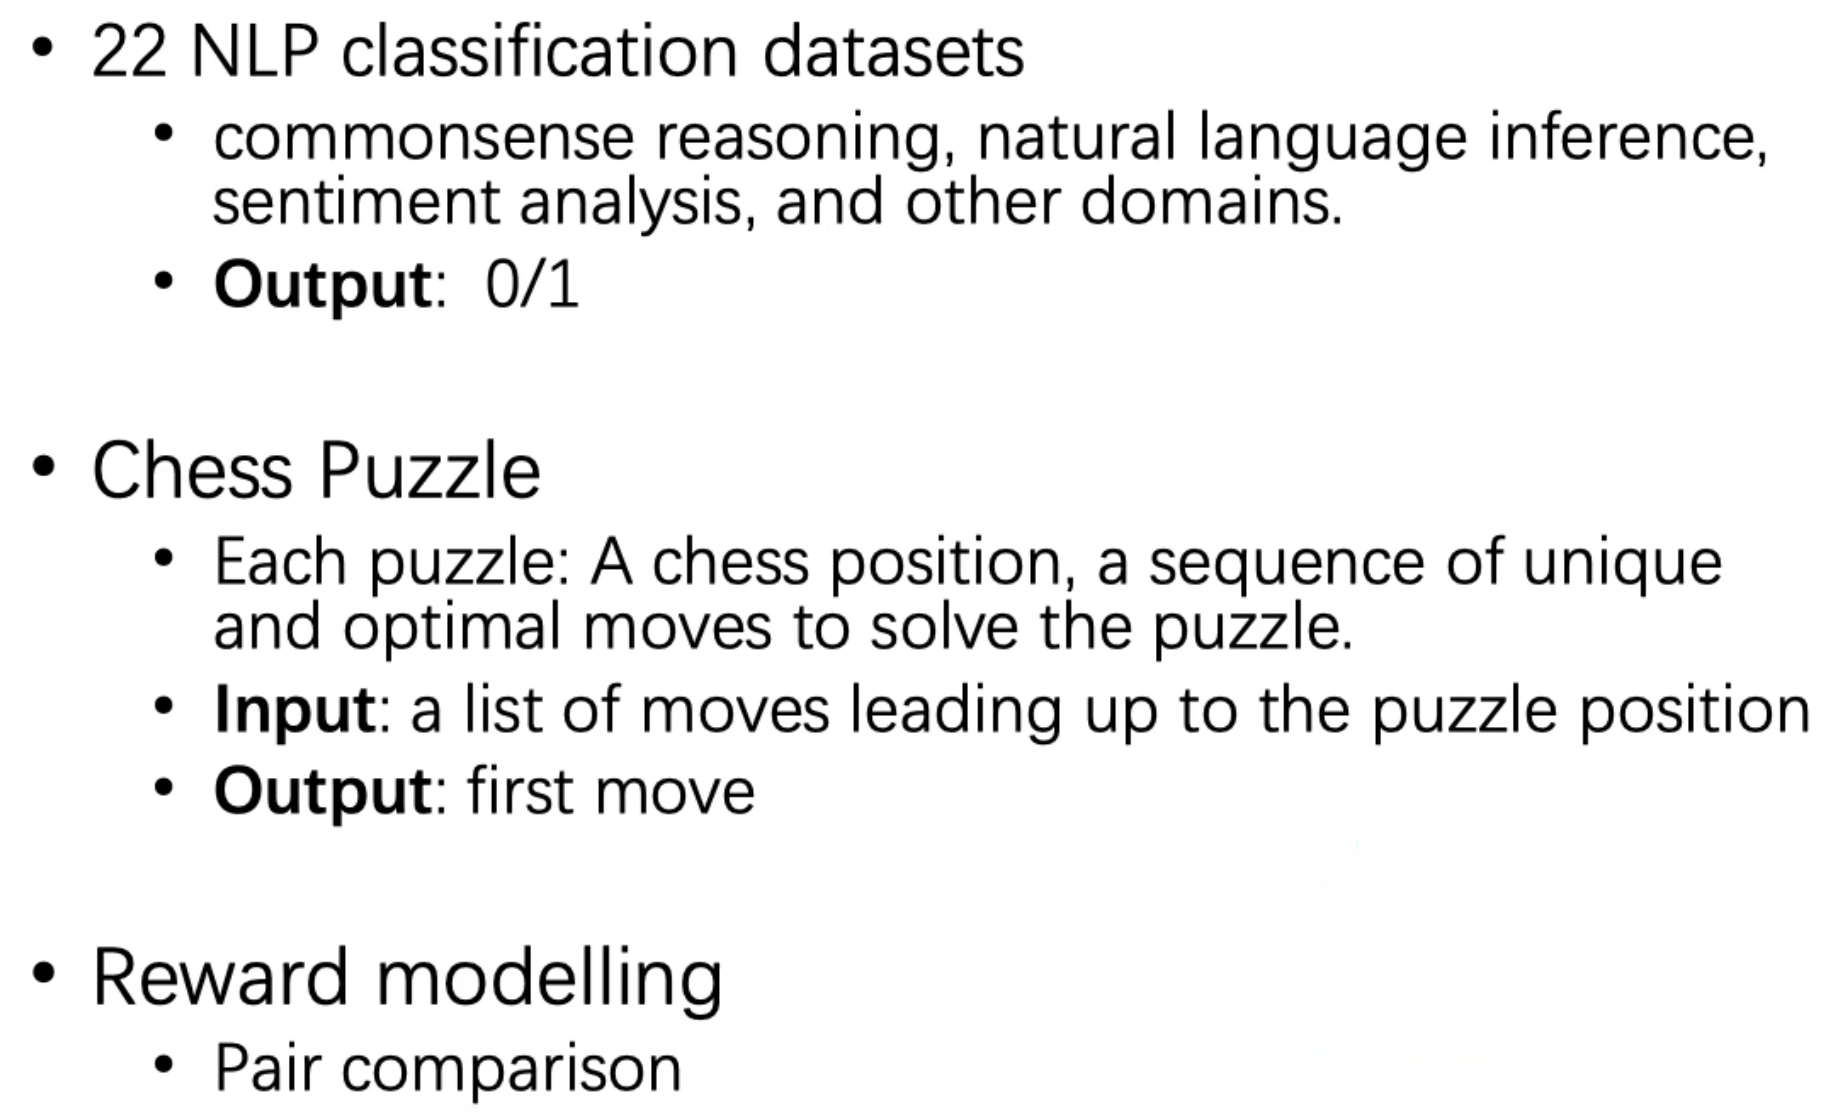 • 22 NLP classification datasets
• commonsense reasoning, natural language inference,
sentiment analysis, and other domains.
• Output: 0/1
• Chess Puzzle
• Each puzzle: A chess position, a sequence of unique
and optimal moves to solve the puzzle.
• Input: a list of moves leading up to the puzzle position
• Output: first move
• Reward modelling
• Pair comparison